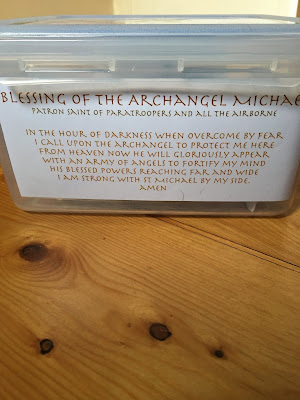 Blessing of the Archangel Michae
Patron Saint of Paratroopers and all the Airborne
In the hour of darkness when overcome by fear
I call upon the Archangel to protect me here
From heaven now he will gloriously appear
With an army of angels to fortify my mind
His blessed powers reaching far and wide
I am strong with St Michael by my side.
Amen